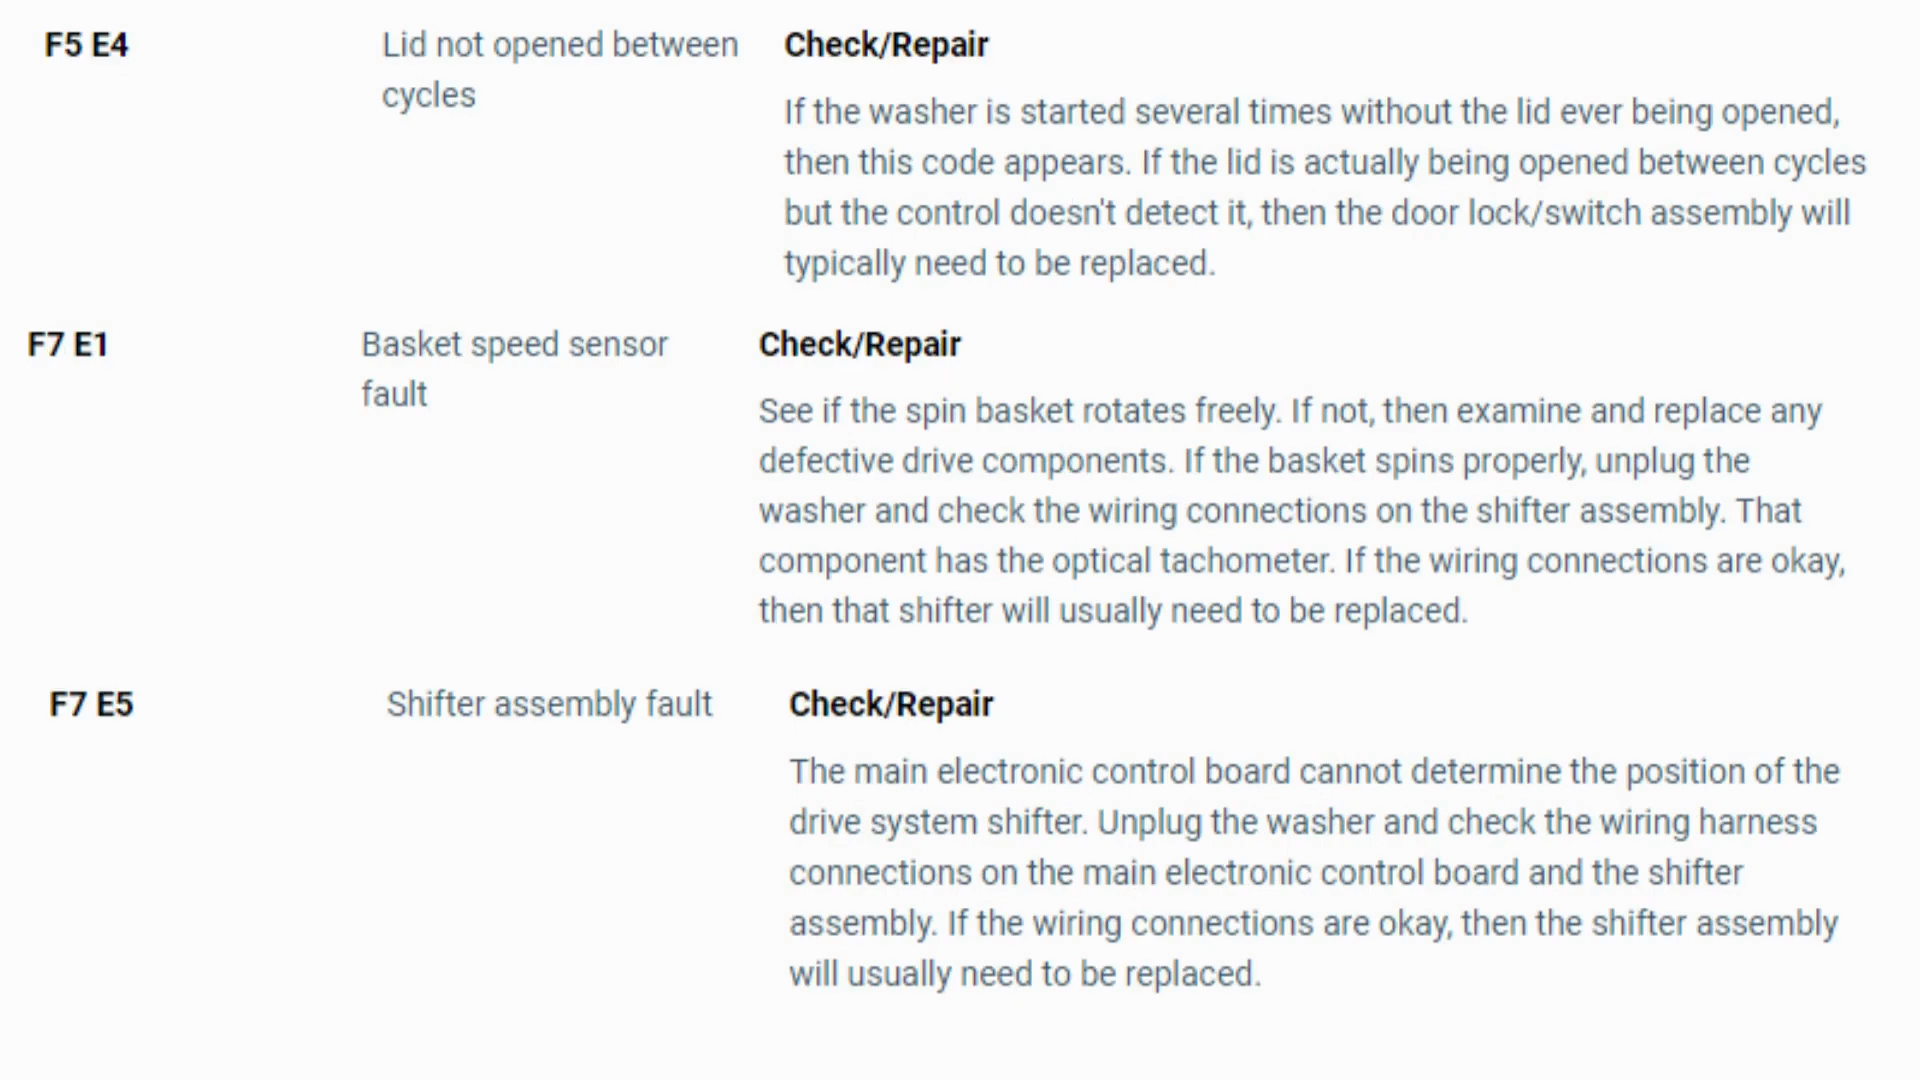 F5 E4 Lid not opened between Check/Repair
cycles
If the washer is started several times without the lid ever being opened,
then this code appears. If the lid is actually being opened between cycles
but the control doesn't detect it, then the door lock/switch assembly will
typically need to be replaced.
F7 E1 Basket speed sensor Check/Repair
fault
See if the spin basket rotates freely. If not, then examine and replace any
defective drive components. If the basket spins properly, unplug the
washer and check the wiring connections on the shifter assembly. That
component has the optical tachometer. If the wiring connections are okay,
then that shifter will usually need to be replaced.
F7 E5 Shifter assembly fault Check/Repair
The main electronic control board cannot determine the position of the
drive system shifter. Unplug the washer and check the wiring harness
connections on the main electronic control board and the shifter
assembly. If the wiring connections are okay, then the shifter assembly
will usually need to be replaced.